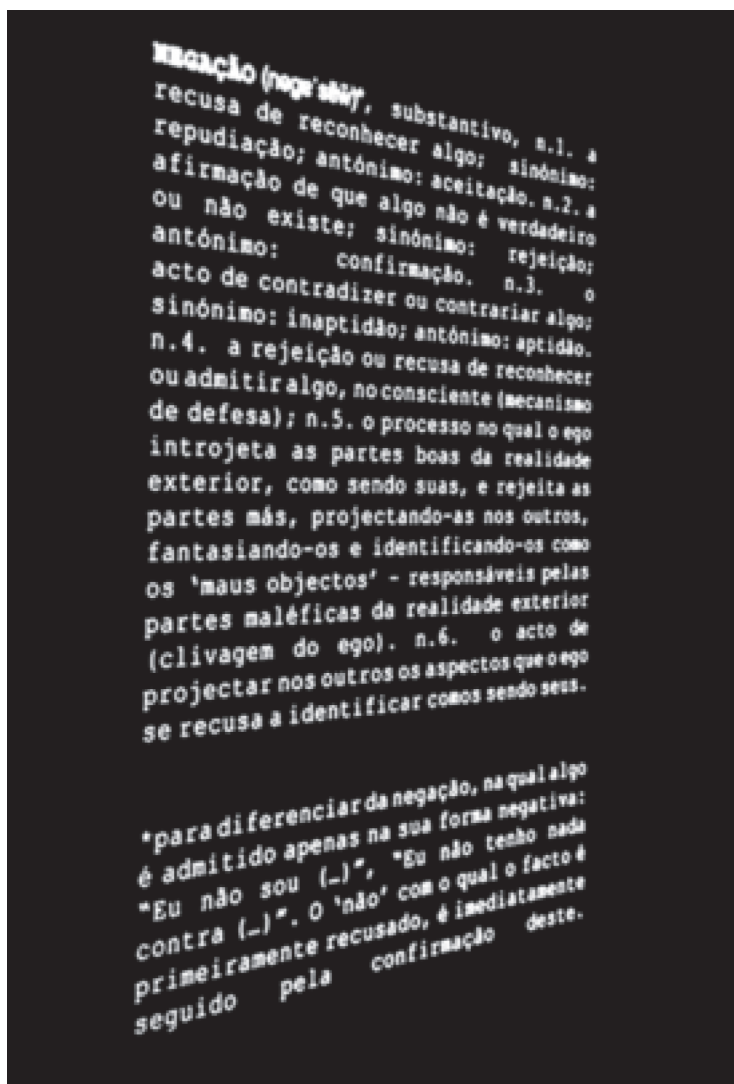 NEGAÇÃO (nega'sãw)*, substantivo, n.1. a
recusa de reconhecer algo; sinónimo:
repudiação; antónimo: aceitação. n.2. a
afirmação de que algo não é verdadeiro
ou não existe; sinónimo: rejeição;
antónimo: confirmação. n.3. o
acto de contradizer ou contrariar algo;
sinónimo: inaptidão; antónimo: aptidão.
n.4. a rejeição ou recusa de reconhecer
ou admitir algo, no consciente (mecanismo
de defesa); n.5. o processo no qual o ego
introjeta as partes boas da realidade
exterior, como sendo suas, e rejeita as
partes más, projectando-as nos outros,
fantasiando-os e identificando-os como
os 'maus objectos' - responsáveis pelas
partes maléficas da realidade exterior
(clivagem do ego). n.6. o acto de
projectar nos outros os aspectos que o ego
se recusa a identificar comos sendo seus.
*para diferenciar da negação, na qual algo
é admitido apenas na sua forma negativa:
"Eu não sou (…)", "Eu não tenho nada
contra (…)". O 'não' com o qual o facto é
primeiramente recusado, é imediatamente
seguido pela confirmação deste.